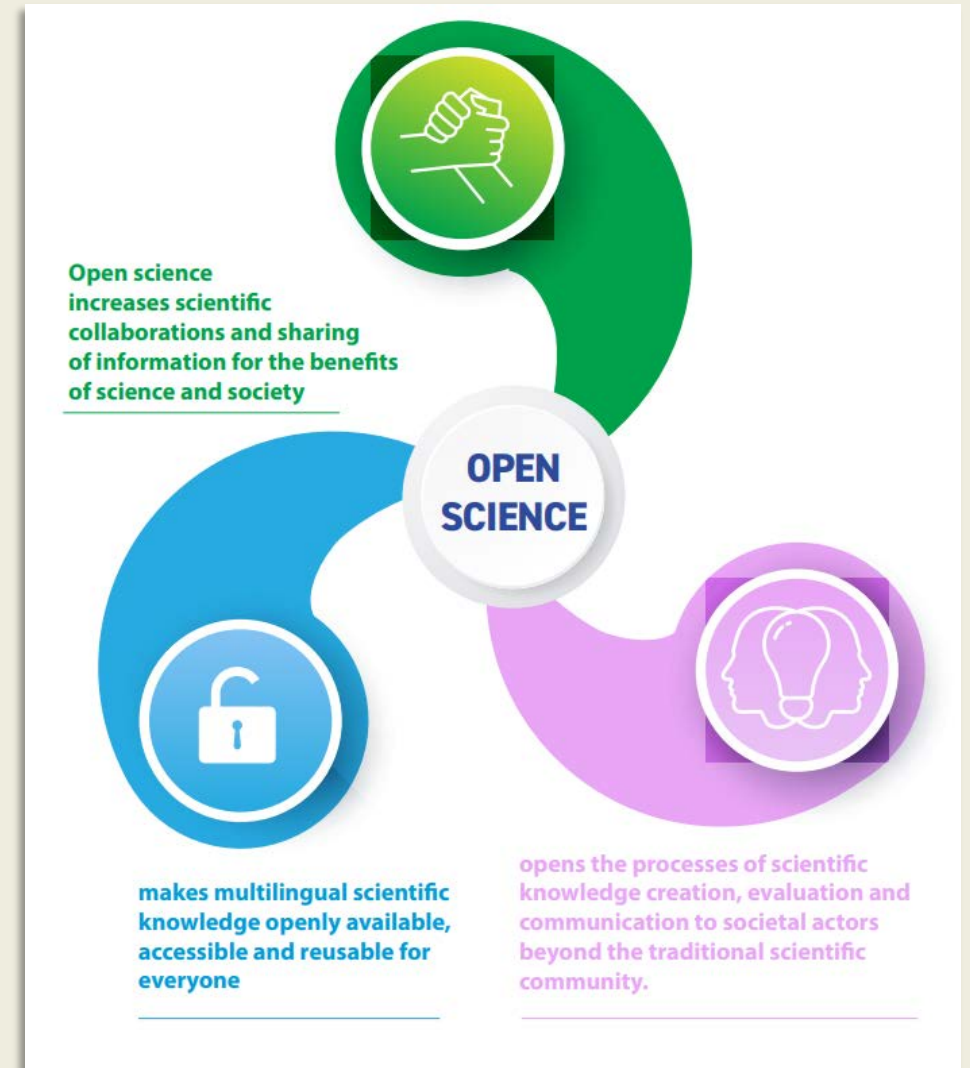 Open science
increases scientific
collaborations and sharing
of information for the benefits
of science and society
OPEN
SCIENCE
makes multilingual scientific
knowledge openly available,
accessible and reusable for
everyone
opens the processes of scientific
knowledge creation, evaluation and
communication to societal actors
beyond the traditional scientific
community.